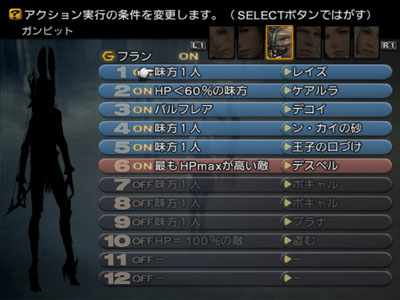 ?アクション実行の条件を変更します。（SELECTボタンではがす）
ガンビット
L1 R1
G フラン ON
1 ON 味方1人 レイズ
2 ON HP＜60％の味方 ケアルラ
3 ON バルフレア デコイ
4 ON 味方1人 ン・カイの砂
5 ON 味方1人 王子の口づけ
6 ON 最もHPmaxが高い敵 デスペル
7 OFF 味方1人 ポキャル
8 OFF 味方1人 ポキャル
9 OFF 味方1人 プラナ
10 OFF HP＝100％の敵 盗む
11 OFF ー ー
12 OFF ー ー